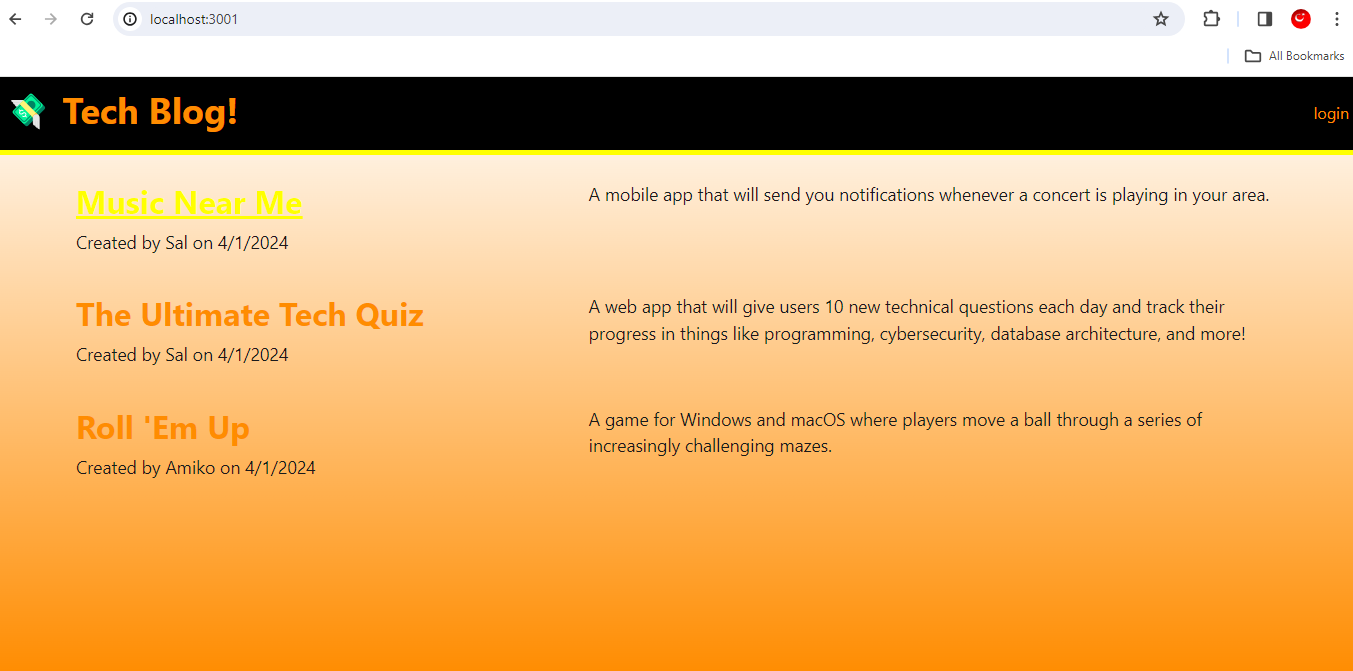 localhost:3001
All Bookmarks
Tech Blog!
login
Music Near Me
A mobile app that will send you notifications whenever a concert is playing in your area.
Created by Sal on 4/1/2024
The Ultimate Tech Quiz
A web app that will give users 10 new technical questions each day and track their
progress in things like programming, cybersecurity, database architecture, and more!
Created by Sal on 4/1/2024
Roll 'Em Up
A game for Windows and macOS where players move a ball through a series of
increasingly challenging mazes.
Created by Amiko on 4/1/2024